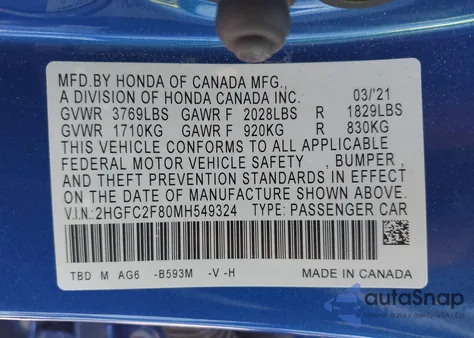 MFD.BY HONDA OF CANADA MFG.,
A DIVISION OF HONDA CANADA INC. 03/'21
GVWR 3769LBS GAWR F 2028LBS R 1829LBS
GVWR 1710KG GAWR F 920KG R 830KG
THIS VEHICLE CONFORMS TO ALL APPLICABLE
FEDERAL MOTOR VEHICLE SAFETY , BUMPER ,
AND THEFT PREVENTION STANDARDS IN EFFECT
ON THE DATE OF MANUFACTURE SHOWN ABOVE.
V.I.N.:2HGFC2F80MH549324 TYPE: PASSENGER CAR
TBD M AG6 -B593M -V -H MADE IN CANADA
autoSnap